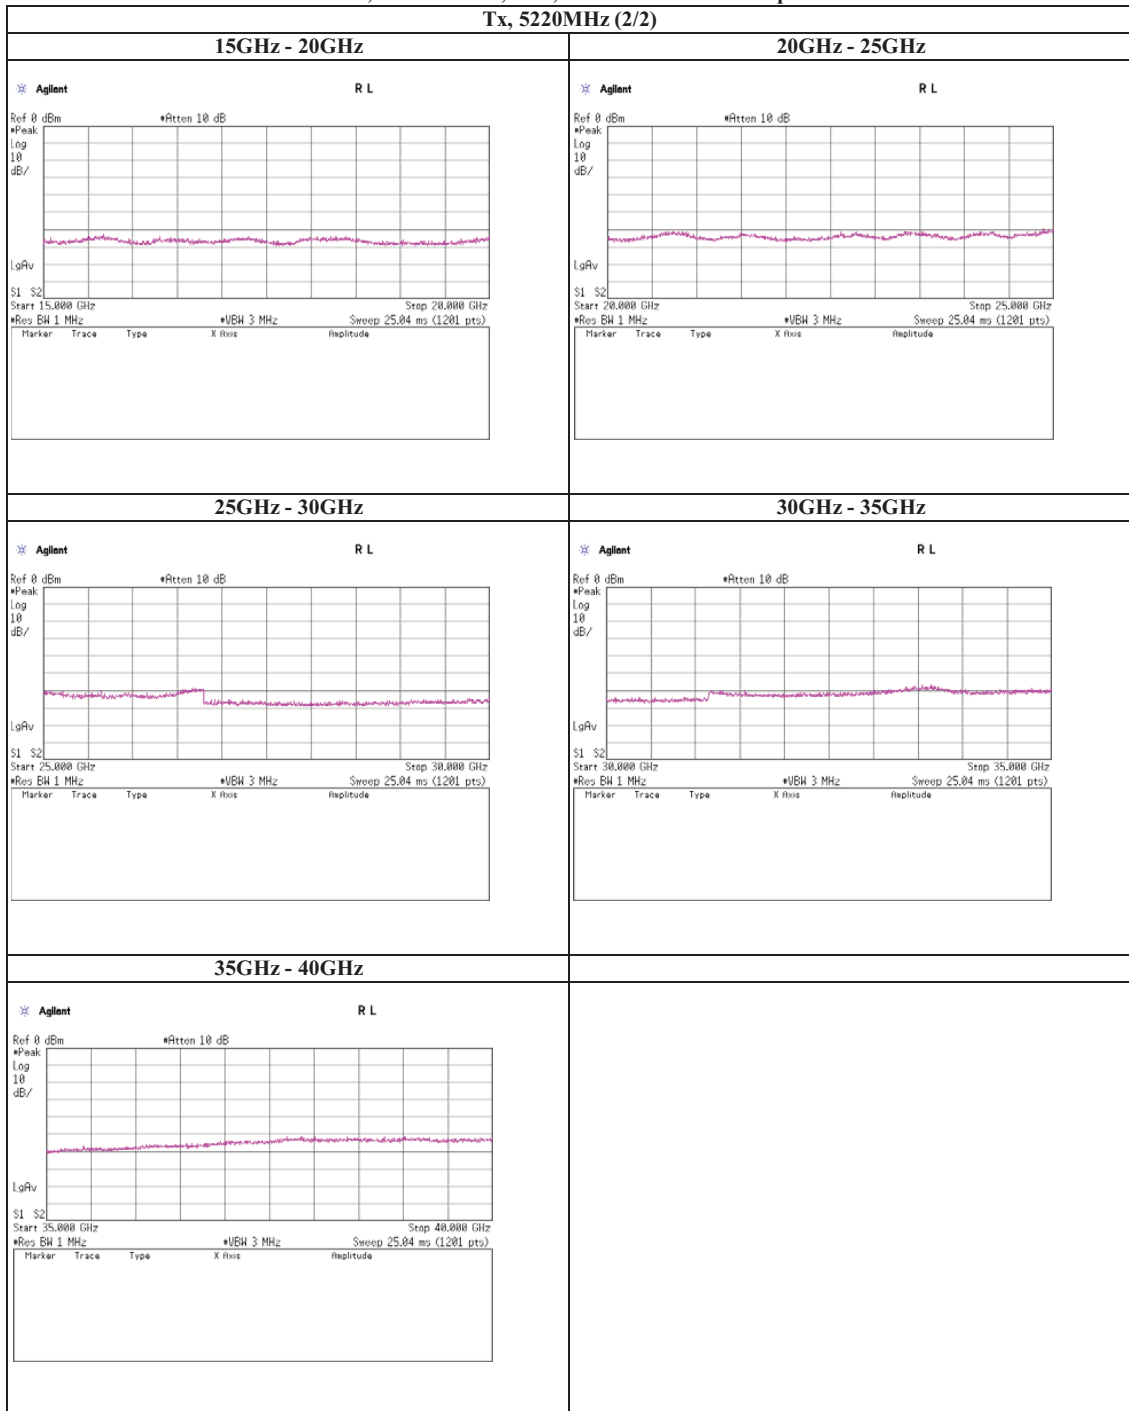 Tx, 5220MHz (2/2)
15GHz - 20GHz
20GHz - 25GHz
Agilent R L
Ref 0 dBm #Atten 10 dB
#Peak
Log
10
dB/
LgAv
S1 S2
Start 15.000 GHz Stop 20.000 GHz
#Res BW 1 MHz #VBW 3 MHz Sweep 25.04 ms (1201 pts)
Marker Trace Type X Axis Amplitude
Agilent R L
Ref 0 dBm #Atten 10 dB
#Peak
Log
10
dB/
LgAv
S1 S2
Start 20.000 GHz Stop 25.000 GHz
#Res BW 1 MHz #VBW 3 MHz Sweep 25.04 ms (1201 pts)
Marker Trace Type X Axis Amplitude
25GHz - 30GHz
30GHz - 35GHz
Agilent R L
Ref 0 dBm #Atten 10 dB
#Peak
Log
10
dB/
LgAv
S1 S2
Start 25.000 GHz Stop 30.000 GHz
#Res BW 1 MHz #VBW 3 MHz Sweep 25.04 ms (1201 pts)
Marker Trace Type X Axis Amplitude
Agilent R L
Ref 0 dBm #Atten 10 dB
#Peak
Log
10
dB/
LgAv
S1 S2
Start 30.000 GHz Stop 35.000 GHz
#Res BW 1 MHz #VBW 3 MHz Sweep 25.04 ms (1201 pts)
Marker Trace Type X Axis Amplitude
35GHz - 40GHz
Agilent R L
Ref 0 dBm #Atten 10 dB
#Peak
Log
10
dB/
LgAv
S1 S2
Start 35.000 GHz Stop 40.000 GHz
#Res BW 1 MHz #VBW 3 MHz Sweep 25.04 ms (1201 pts)
Marker Trace Type X Axis Amplitude